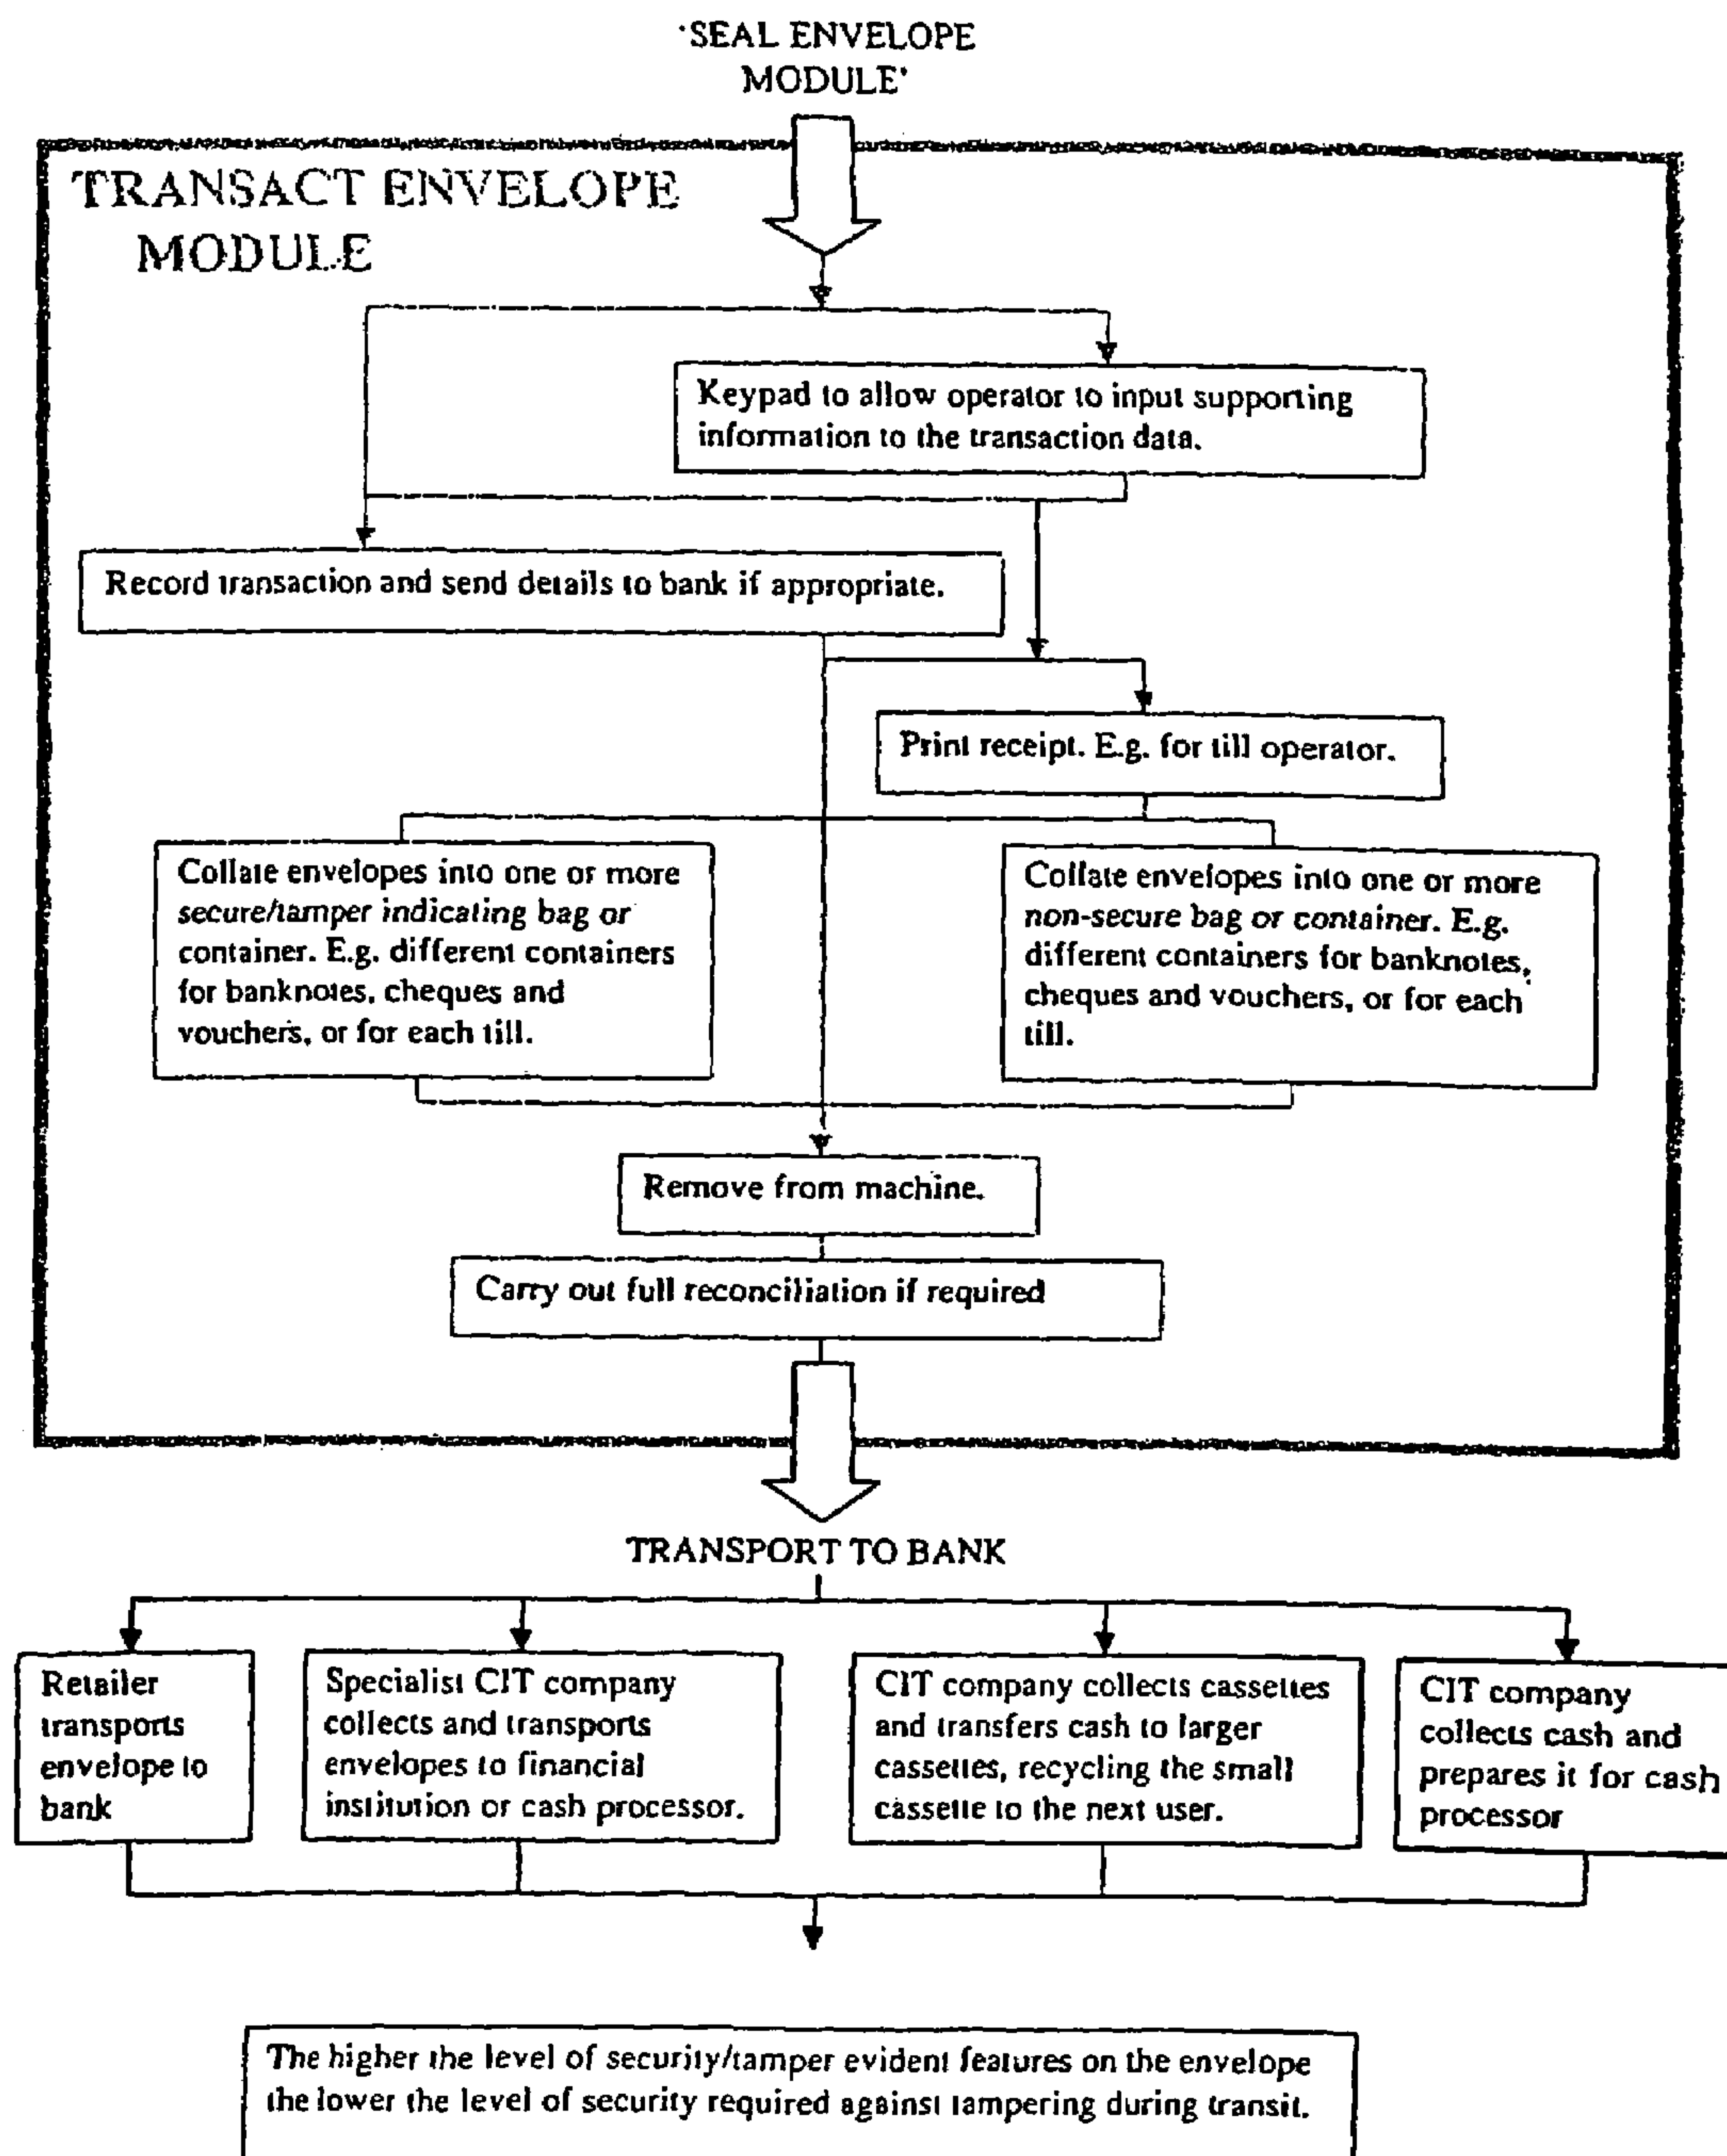 'SEAL ENVELOPE
MODULE'
TRANSACT ENVELOPE
MODULE
Keypad to allow operator to input supporting
information to the transaction data.
Record transaction and send details to bank if appropriate.
Print receipt. E.g. for till operator.
Collate envelopes into one or more
secure/tamper indicating bag or
container. E.g. different containers
for banknotes, cheques and
vouchers, or for each till.
Collate envelopes into one or more
non-secure bag or container. E.g.
different containers for banknotes,
cheques and vouchers, or for each
till.
Remove from machine.
Carry out full reconciliation if required
TRANSPORT TO BANK
Retailer
transports
envelope to
bank
Specialist CIT company
collects and transports
envelopes to financial
institution or cash processor.
CIT company collects cassettes
and transfers cash to larger
cassettes, recycling the small
cassette to the next user.
CIT company
collects cash and
prepares it for cash
processor
The higher the level of security/tamper evident features on the envelope
the lower the level of security required against tampering during transit.